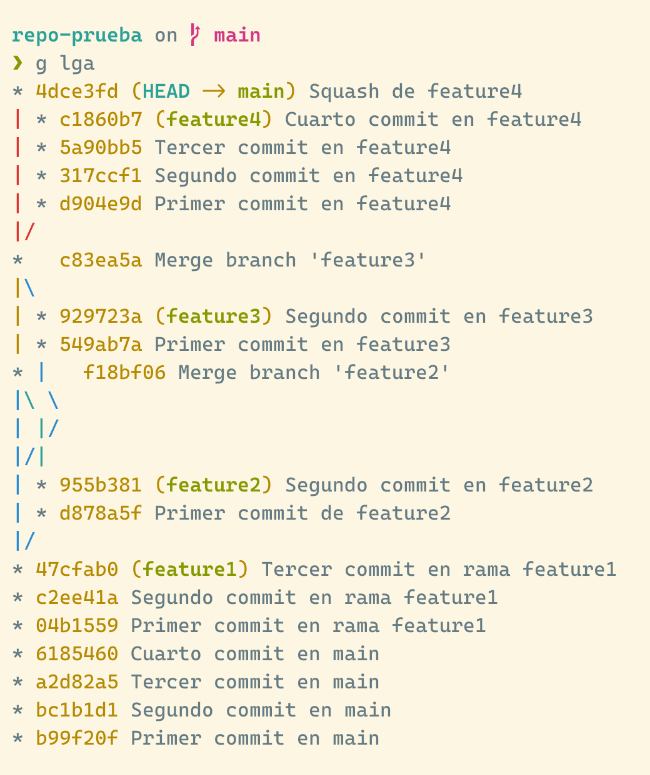 repo-prueba on  main
❯ g lga
* 4dce3fd (HEAD -> main) Squash de feature4
| * c1860b7 (feature4) Cuarto commit en feature4
| * 5a90bb5 Tercer commit en feature4
| * 317ccf1 Segundo commit en feature4
| * d904e9d Primer commit en feature4
|/
*   c83ea5a Merge branch 'feature3'
|\
| * 929723a (feature3) Segundo commit en feature3
| * 549ab7a Primer commit en feature3
* |   f18bf06 Merge branch 'feature2'
|\ \
| |/
|/|
| * 955b381 (feature2) Segundo commit en feature2
| * d878a5f Primer commit de feature2
|/
* 47cfab0 (feature1) Tercer commit en rama feature1
* c2ee41a Segundo commit en rama feature1
* 04b1559 Primer commit en rama feature1
* 6185460 Cuarto commit en main
* a2d82a5 Tercer commit en main
* bc1b1d1 Segundo commit en main
* b99f20f Primer commit en main